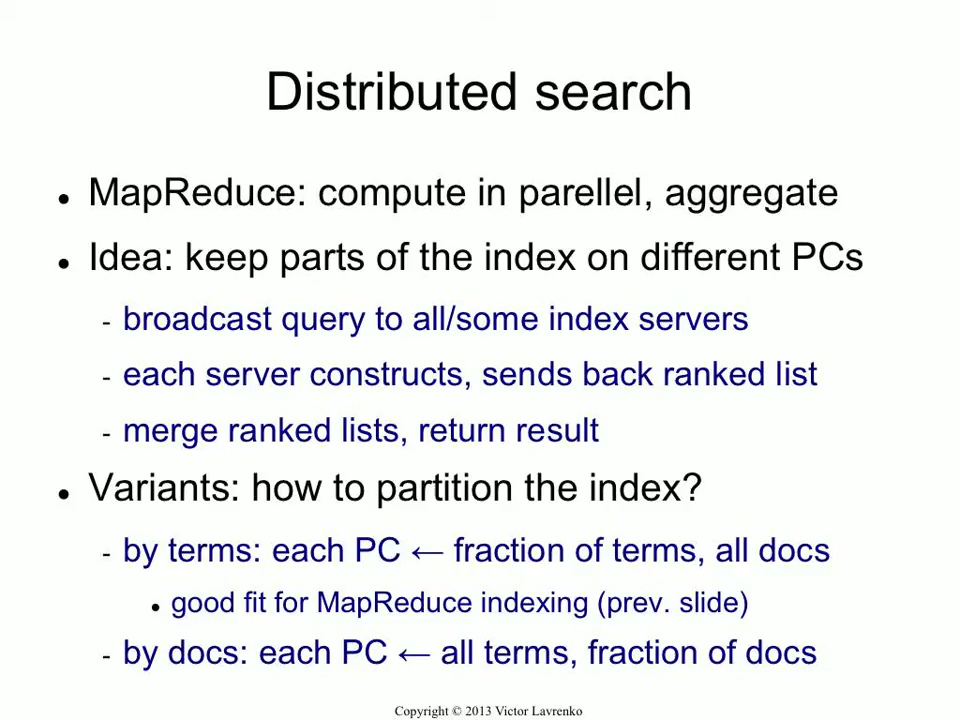 Distributed search
● MapReduce: compute in parellel, aggregate
● Idea: keep parts of the index on different PCs
- broadcast query to all/some index servers
- each server constructs, sends back ranked list
- merge ranked lists, return result
● Variants: how to partition the index?
- by terms: each PC ← fraction of terms, all docs
● good fit for MapReduce indexing (prev. slide)
- by docs: each PC ← all terms, fraction of docs
Copyright © 2013 Victor Lavrenko